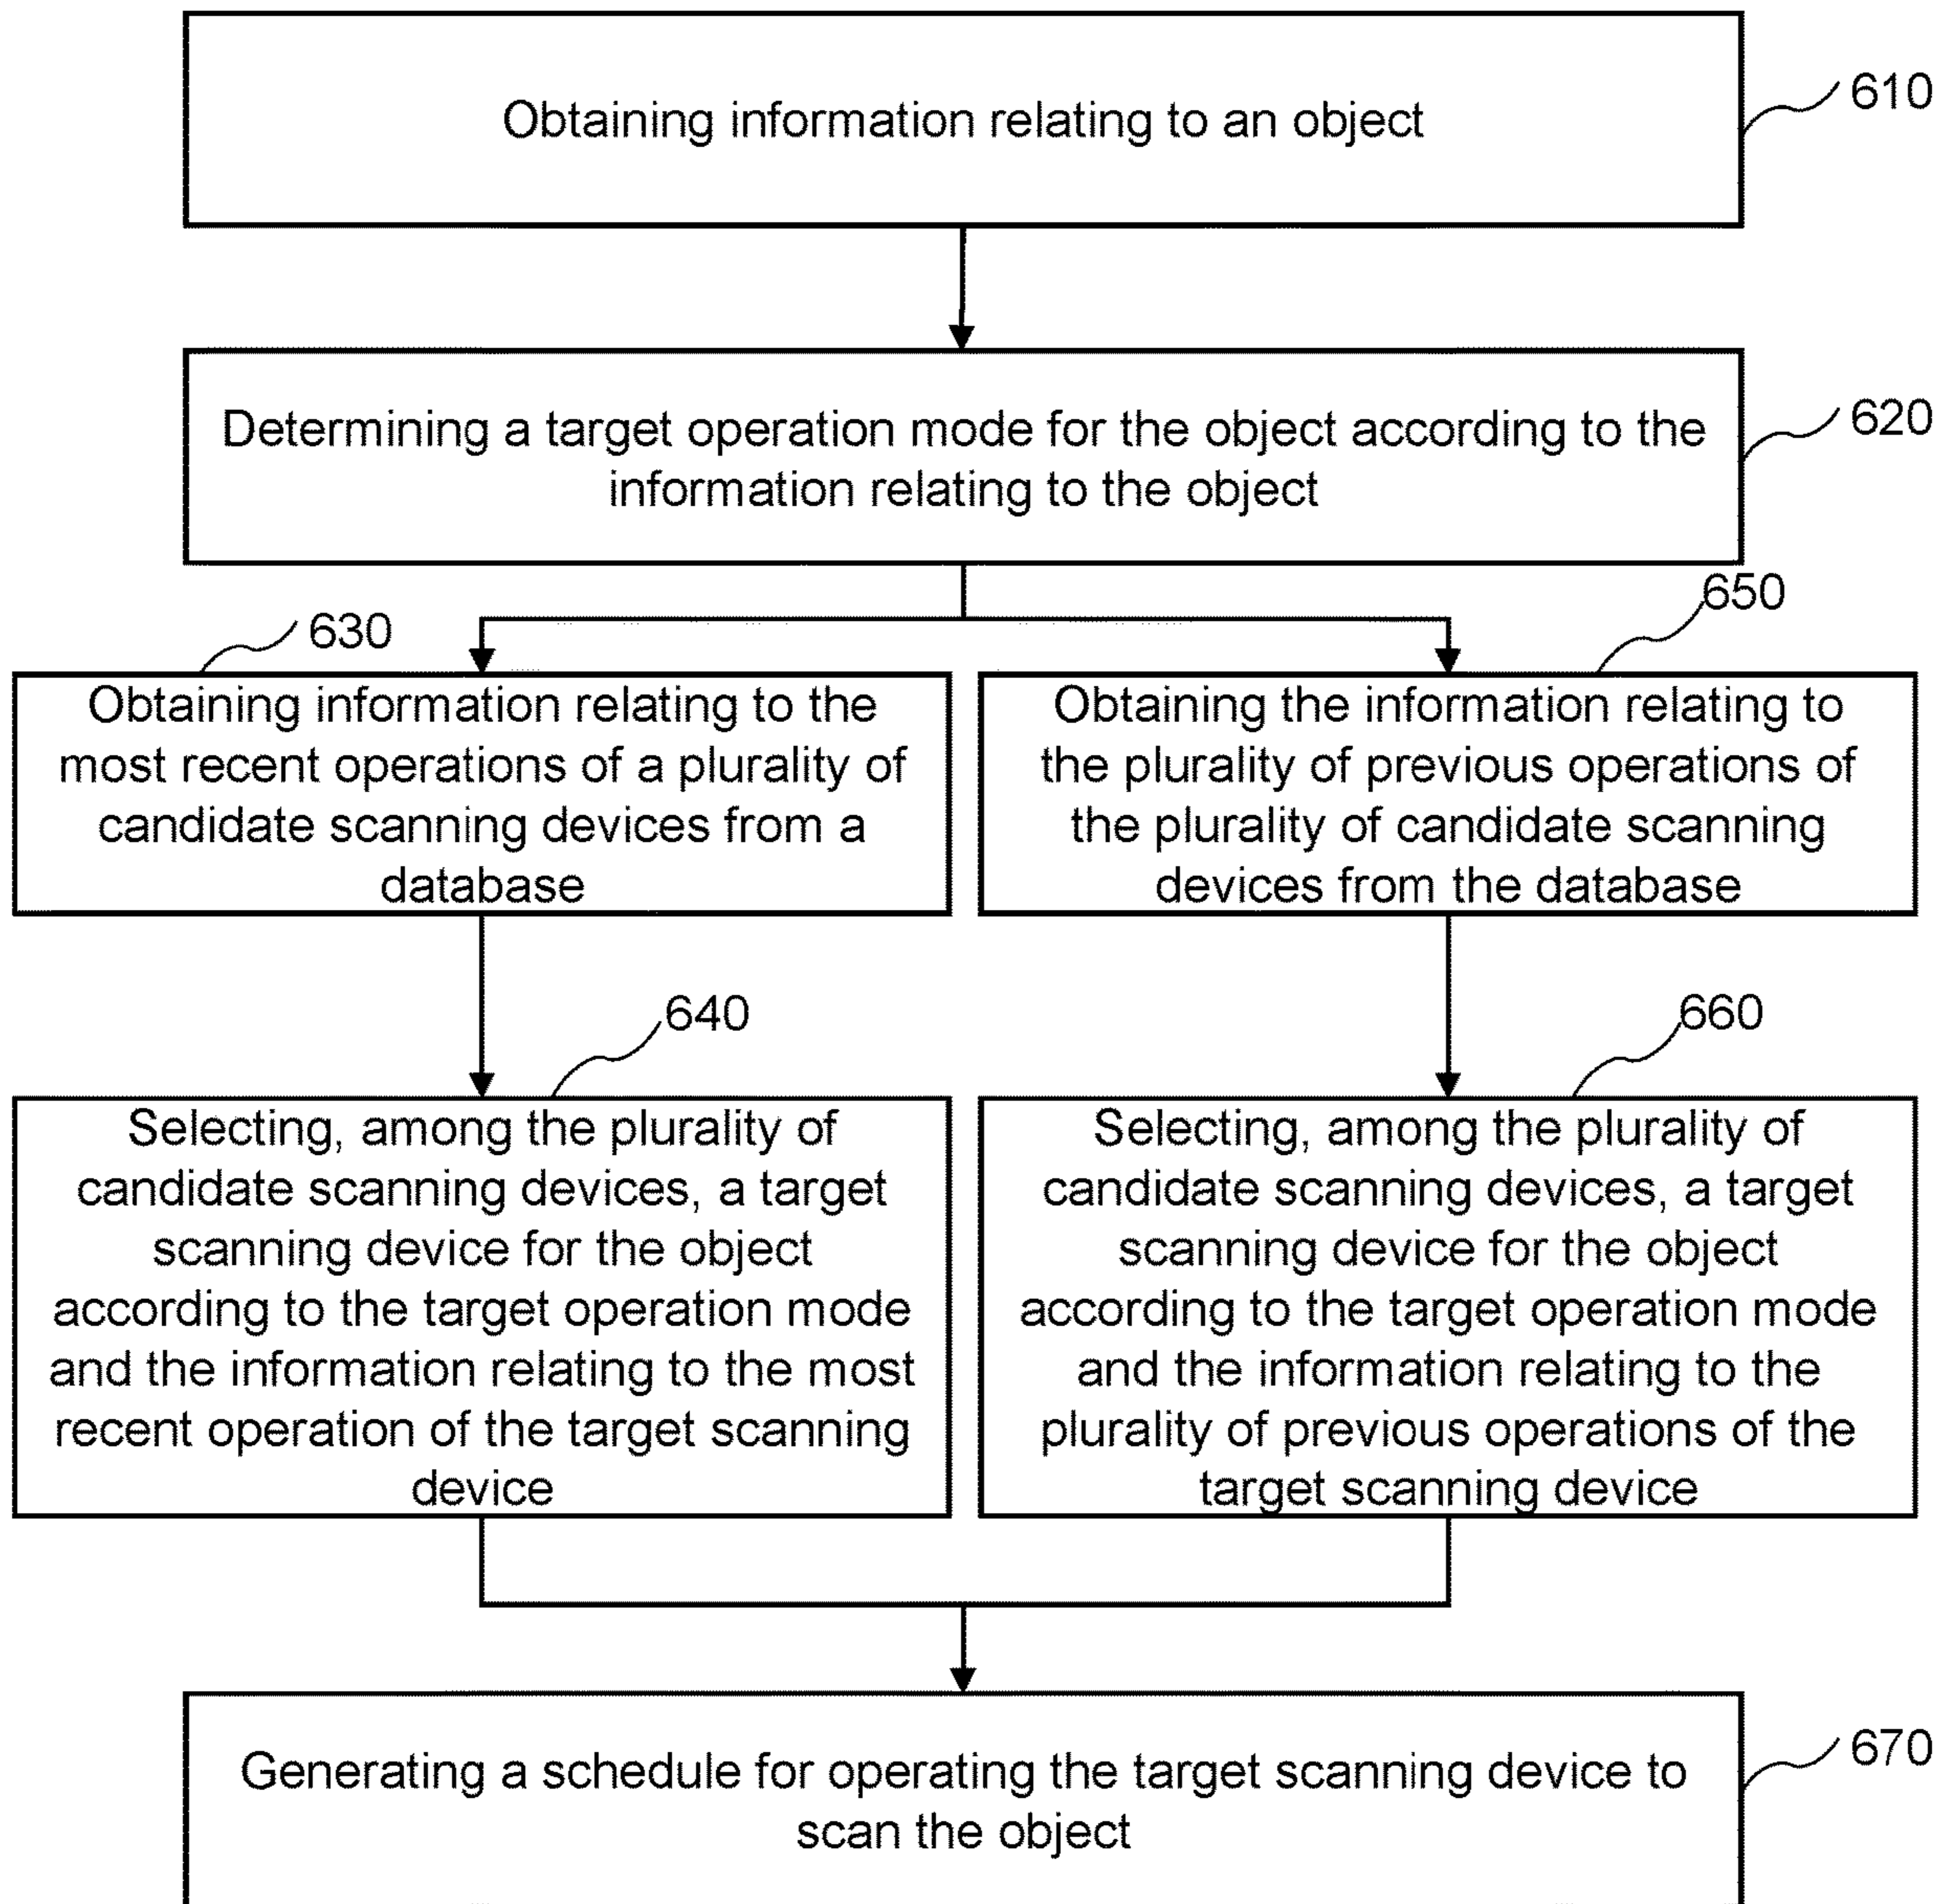 Obtaining information relating to an object
610
Determining a target operation mode for the object according to the
information relating to the object
620
630
Obtaining information relating to the
most recent operations of a plurality of
candidate scanning devices from a
database
650
Obtaining the information relating to
the plurality of previous operations of
the plurality of candidate scanning
devices from the database
640
Selecting, among the plurality of
candidate scanning devices, a target
scanning device for the object
according to the target operation mode
and the information relating to the most
recent operation of the target scanning
device
660
Selecting, among the plurality of
candidate scanning devices, a target
scanning device for the object
according to the target operation mode
and the information relating to the
plurality of previous operations of the
target scanning device
Generating a schedule for operating the target scanning device to
scan the object
670